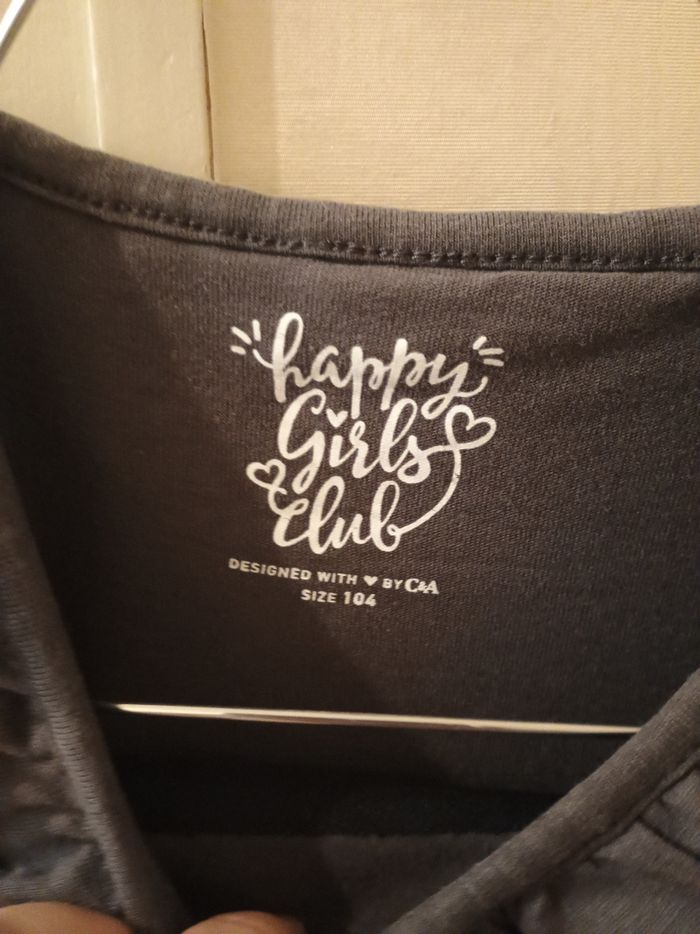 happy
Girls
Club
DESIGNED WITH ♥ BY C&A
SIZE 104